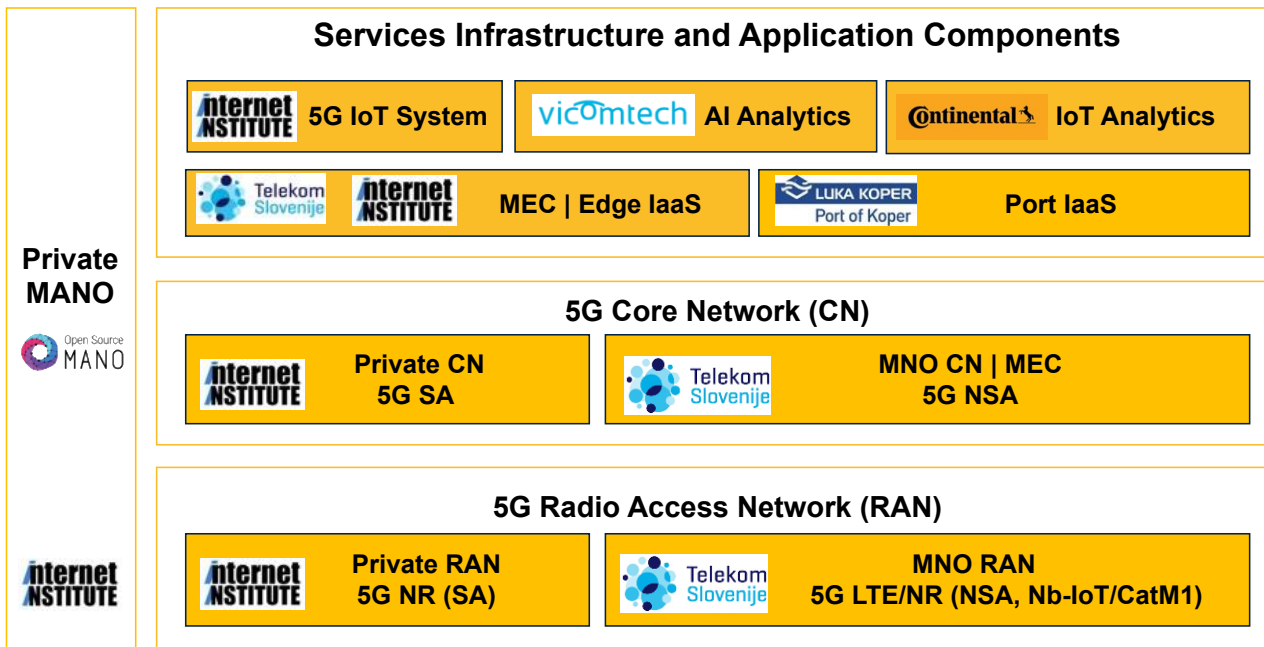 Services Infrastructure and Application Components
internet INSTITUTE 5G IoT System
vicomtech AI Analytics
Continental IoT Analytics
Telekom Slovenije
internet INSTITUTE
MEC | Edge IaaS
LUKA KOPER
Port of Koper
Port IaaS
Private
MANO
Open Source
MANO
5G Core Network (CN)
internet
INSTITUTE
Private CN
5G SA
Telekom
Slovenije
MNO CN | MEC
5G NSA
5G Radio Access Network (RAN)
internet
INSTITUTE
internet
INSTITUTE
Private RAN
5G NR (SA)
Telekom
Slovenije
MNO RAN
5G LTE/NR (NSA, Nb-IoT/CatM1)